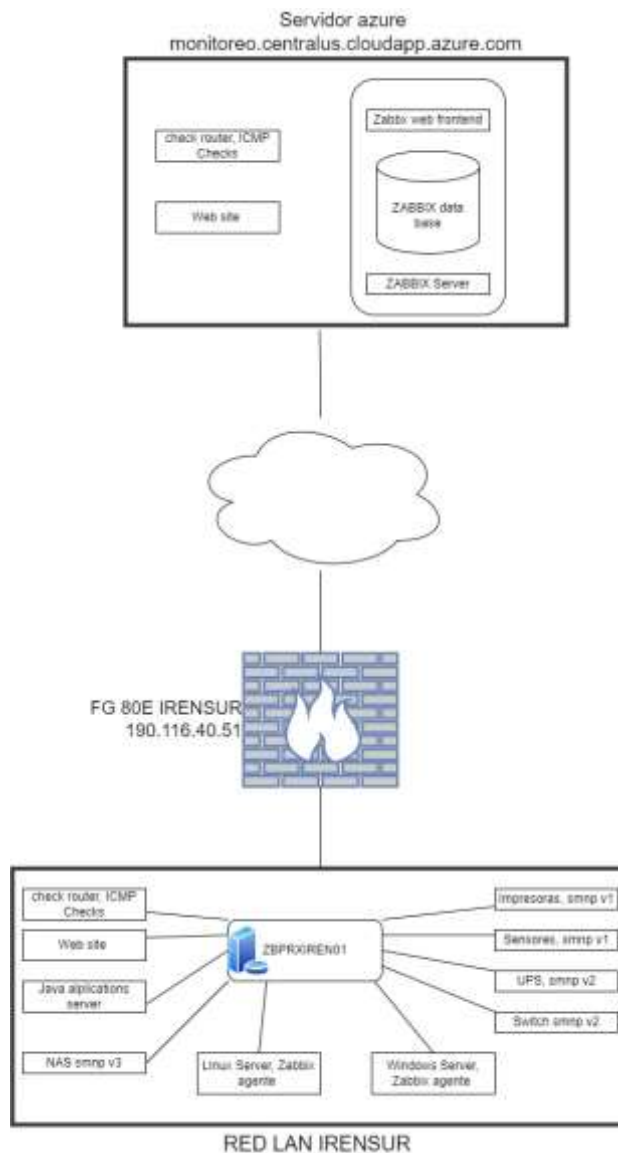 Servidor azure
monitoreo.centralus.cloudapp.azure.com
check router, ICMP
Checks
Web site
Zabbix web frontend
ZABBIX data
base
ZABBIX Server
FG 80E IRENSUR
190.116.40.51
check router, ICMP
Checks
Web site
Java alplications
server
NAS smnp v3
ZBPRXIREN01
Linux Server, Zabbix
agente
Windows Server,
Zabbix agente
Impresoras, smnp v1
Sensores, smnp v1
UPS, smnp v2
Switch smnp v2
RED LAN IRENSUR